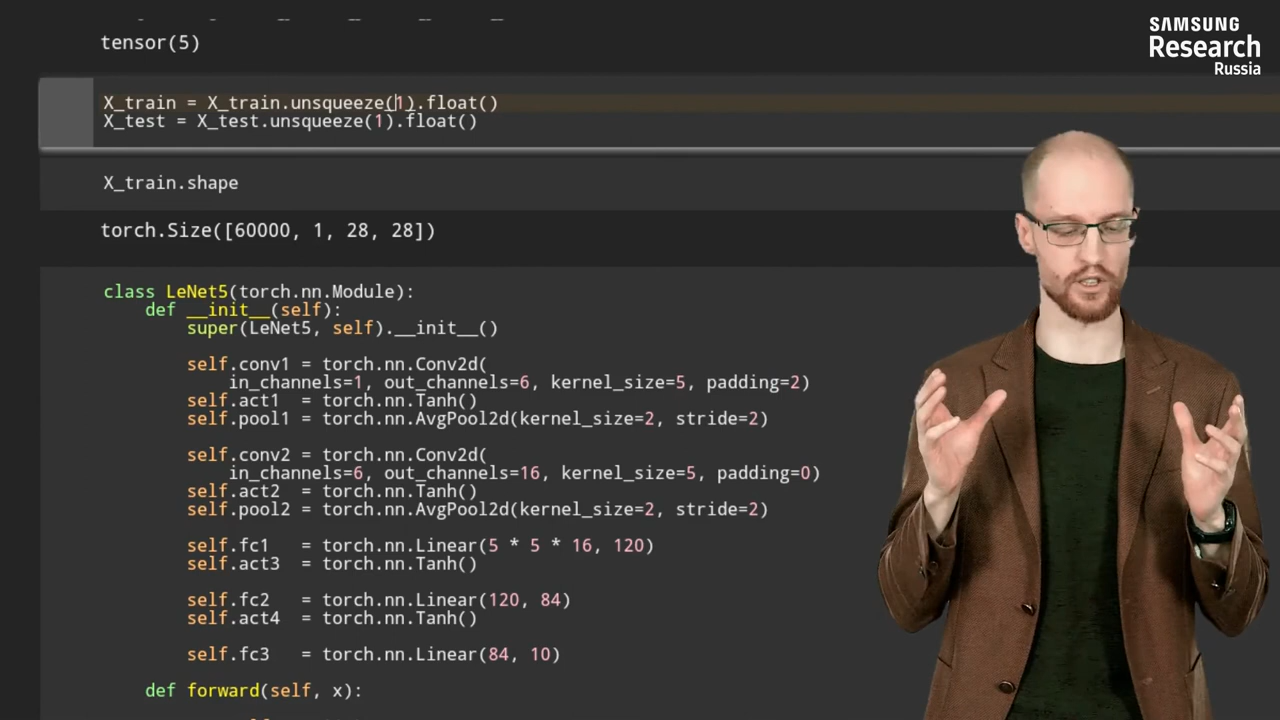 SAMSUNG
Research
Russia
tensor(5)
X_train = X_train.unsqueeze(1).float()
X_test = X_test.unsqueeze(1).float()
X_train.shape
torch.Size([60000, 1, 28, 28])
class LeNet5(torch.nn.Module):
def __init__(self):
super(LeNet5, self).__init__()
self.conv1 = torch.nn.Conv2d(
in_channels=1, out_channels=6, kernel_size=5, padding=2)
self.act1 = torch.nn.Tanh()
self.pool1 = torch.nn.AvgPool2d(kernel_size=2, stride=2)
self.conv2 = torch.nn.Conv2d(
in_channels=6, out_channels=16, kernel_size=5, padding=0)
self.act2 = torch.nn.Tanh()
self.pool2 = torch.nn.AvgPool2d(kernel_size=2, stride=2)
self.fc1 = torch.nn.Linear(5 * 5 * 16, 120)
self.act3 = torch.nn.Tanh()
self.fc2 = torch.nn.Linear(120, 84)
self.act4 = torch.nn.Tanh()
self.fc3 = torch.nn.Linear(84, 10)
def forward(self, x):